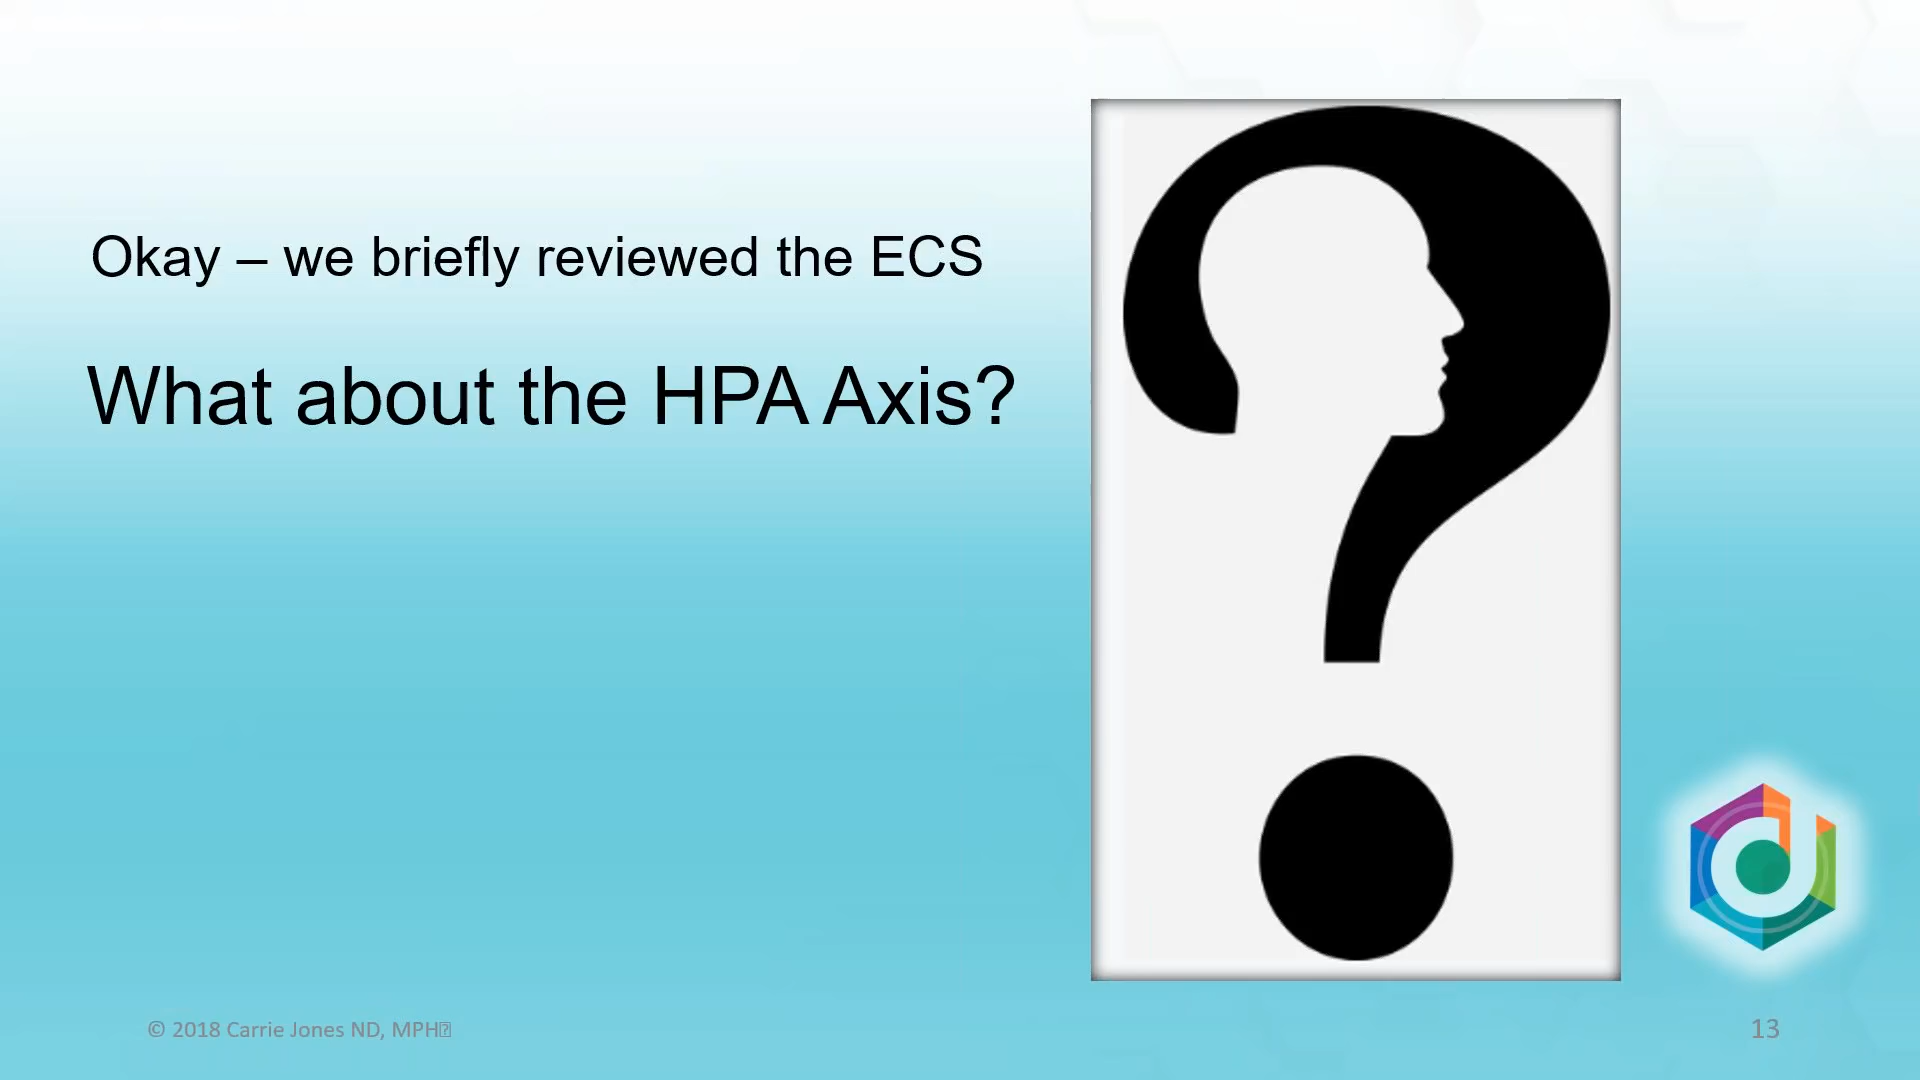 Okay – we briefly reviewed the ECS
What about the HPA Axis?
© 2018 Carrie Jones ND, MPH
13